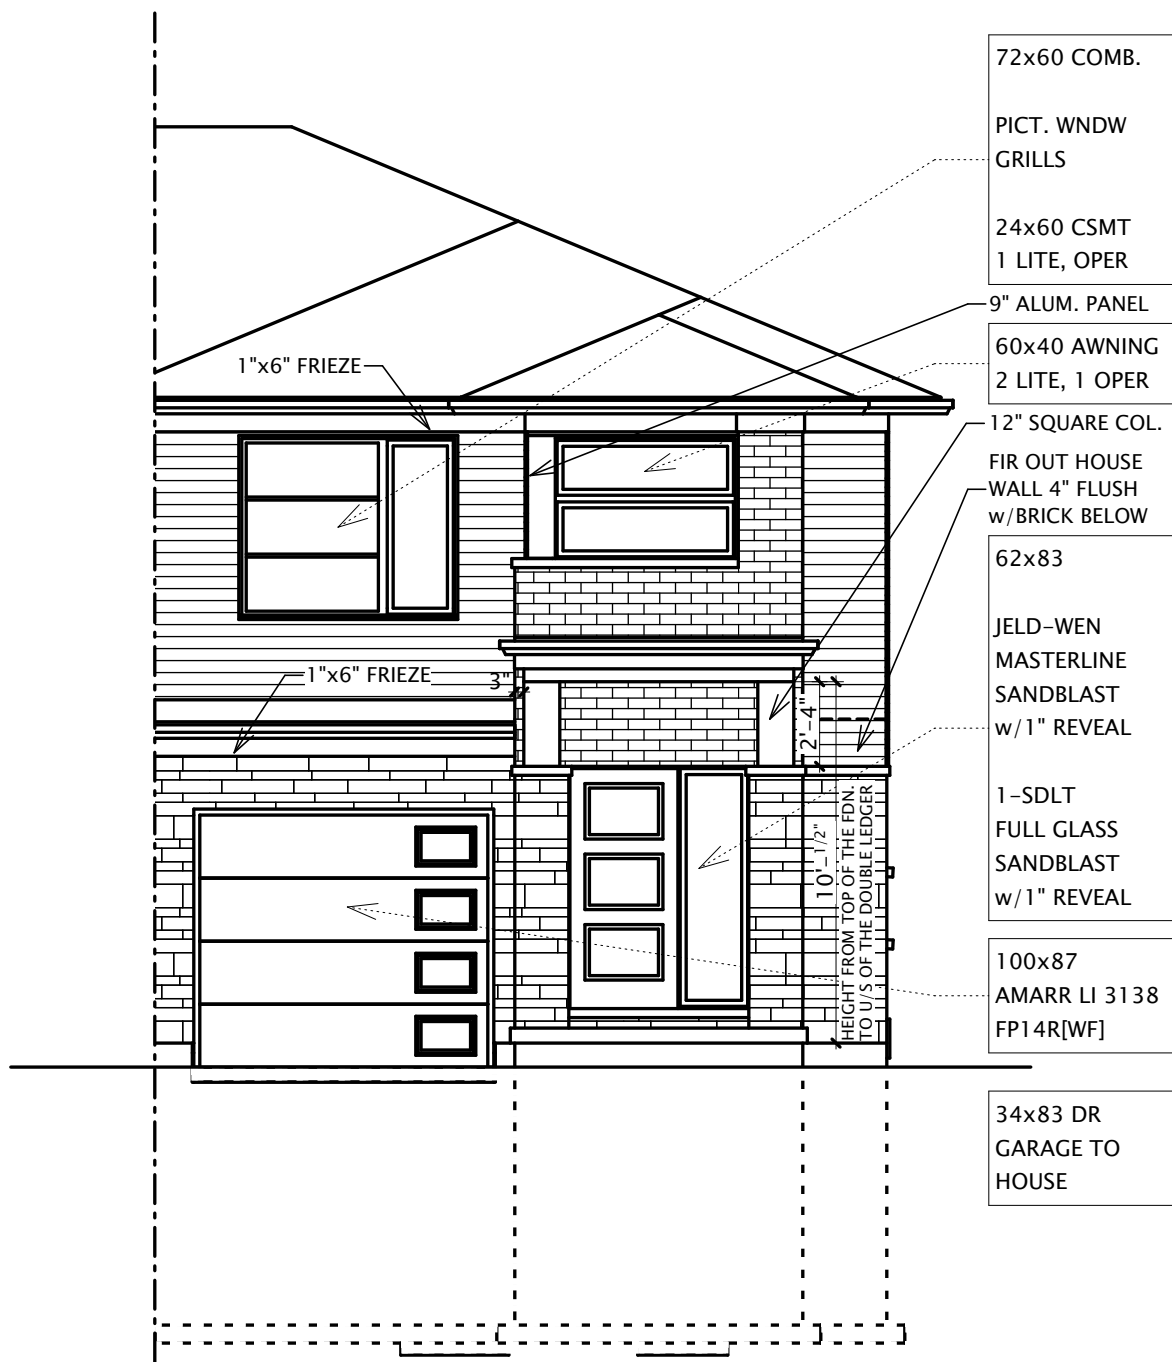 72x60 COMB.
PICT. WNDW
GRILLS
24x60 CSMT
1 LITE, OPER
9" ALUM. PANEL
60x40 AWNING
2 LITE, 1 OPER
1"x6" FRIEZE
12" SQUARE COL.
FIR OUT HOUSE
WALL 4" FLUSH
w/BRICK BELOW
62x83
JELD-WEN
MASTERLINE
SANDBLAST
w/1" REVEAL
1-SDLT
FULL GLASS
SANDBLAST
w/1" REVEAL
1"x6" FRIEZE
3"
2'-4"
10'-1/2"
HEIGHT FROM TOP OF THE FDN.
TO U/S OF THE DOUBLE LEDGER
100x87
AMARR LI 3138
FP14R[WF]
34x83 DR
GARAGE TO
HOUSE